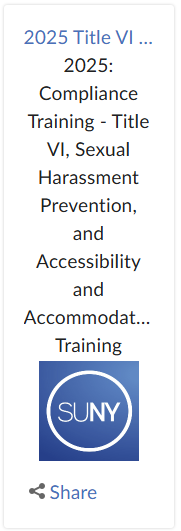 2025 Title VI ...
2025:
Compliance
Training - Title
VI, Sexual
Harassment
Prevention,
and
Accessibility
and
Accommodat...
Training
SUNY
Share